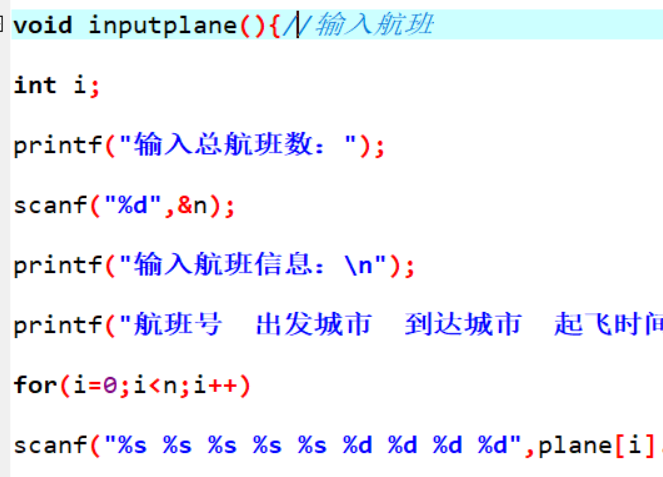 void inputplane(){//输入航班
int i;
printf("输入总航班数：");
scanf("%d",&n);
printf("输入航班信息：\n");
printf("航班号  出发城市  到达城市  起飞时间
for(i=0;i<n;i++)
scanf("%s %s %s %s %s %d %d %d %d",plane[i].